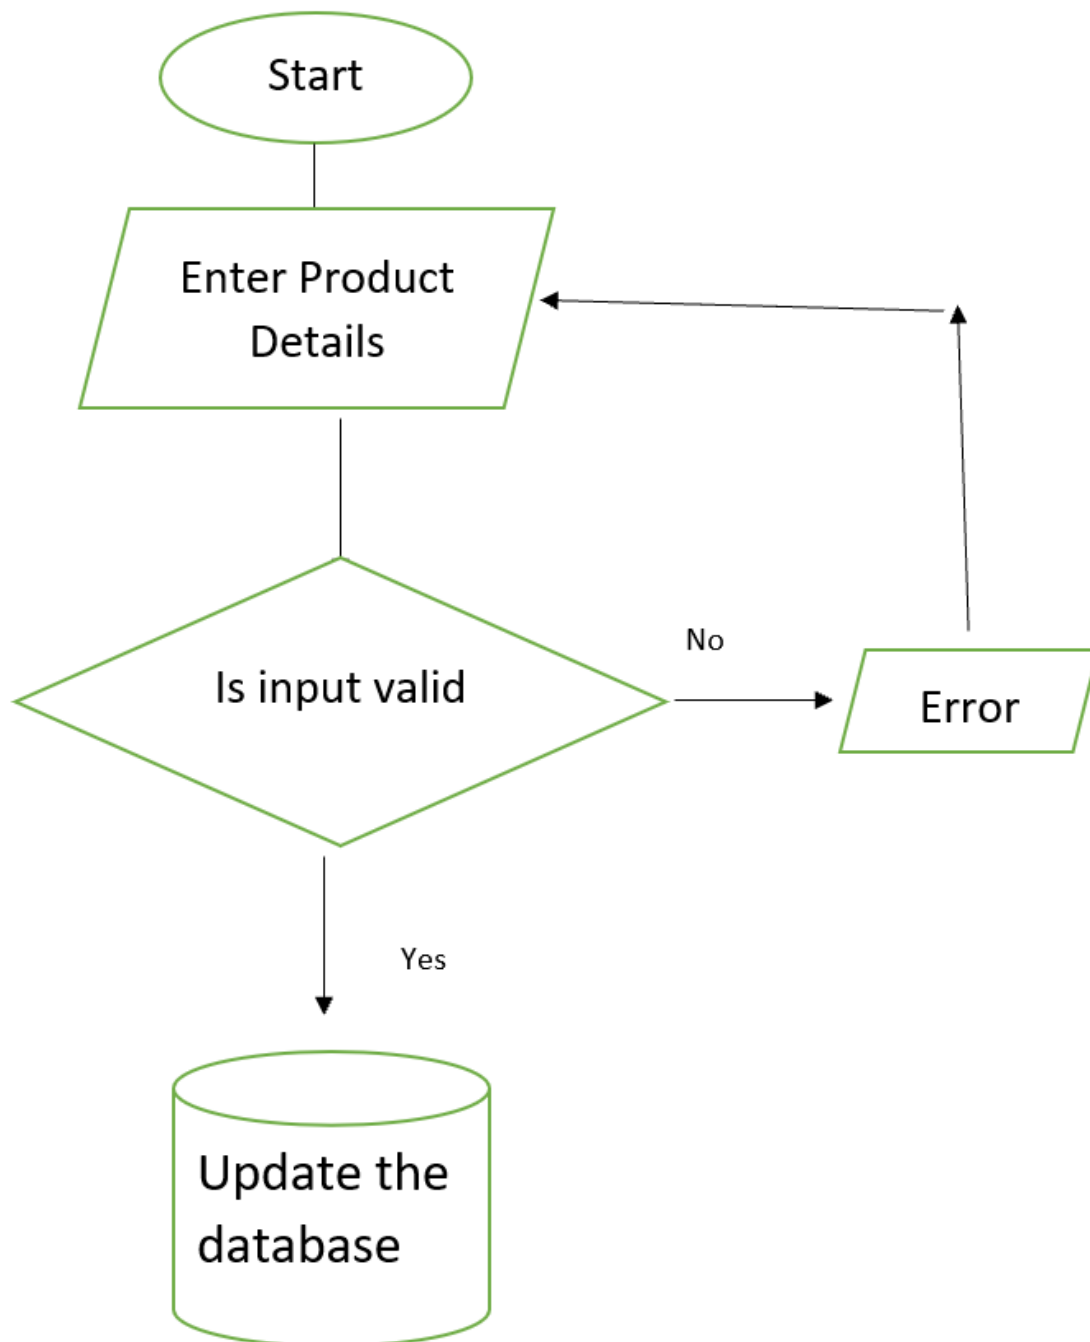 Start
Enter Product
Details
Is input valid
No
Error
Yes
Update the
database